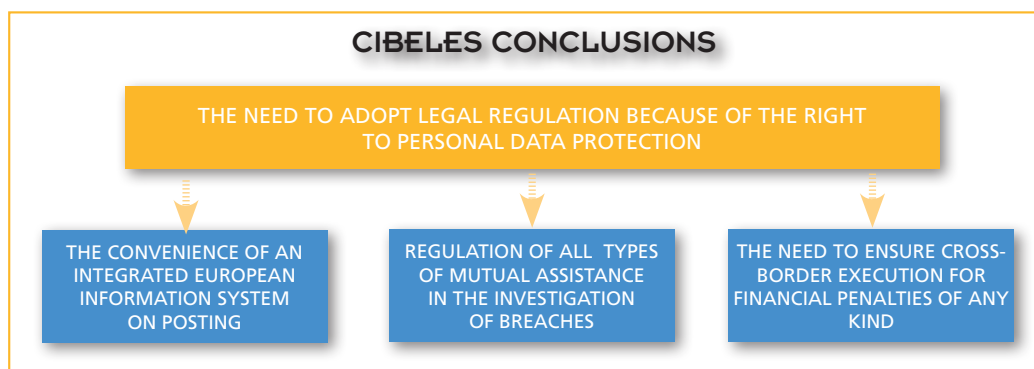 CIBELES CONCLUSIONS
THE NEED TO ADOPT LEGAL REGULATION BECAUSE OF THE RIGHT
TO PERSONAL DATA PROTECTION
THE CONVENIENCE OF AN
INTEGRATED EUROPEAN
INFORMATION SYSTEM
ON POSTING
REGULATION OF ALL TYPES
OF MUTUAL ASSISTANCE
IN THE INVESTIGATION
OF BREACHES
THE NEED TO ENSURE CROSS-
BORDER EXECUTION FOR
FINANCIAL PENALTIES OF ANY
KIND